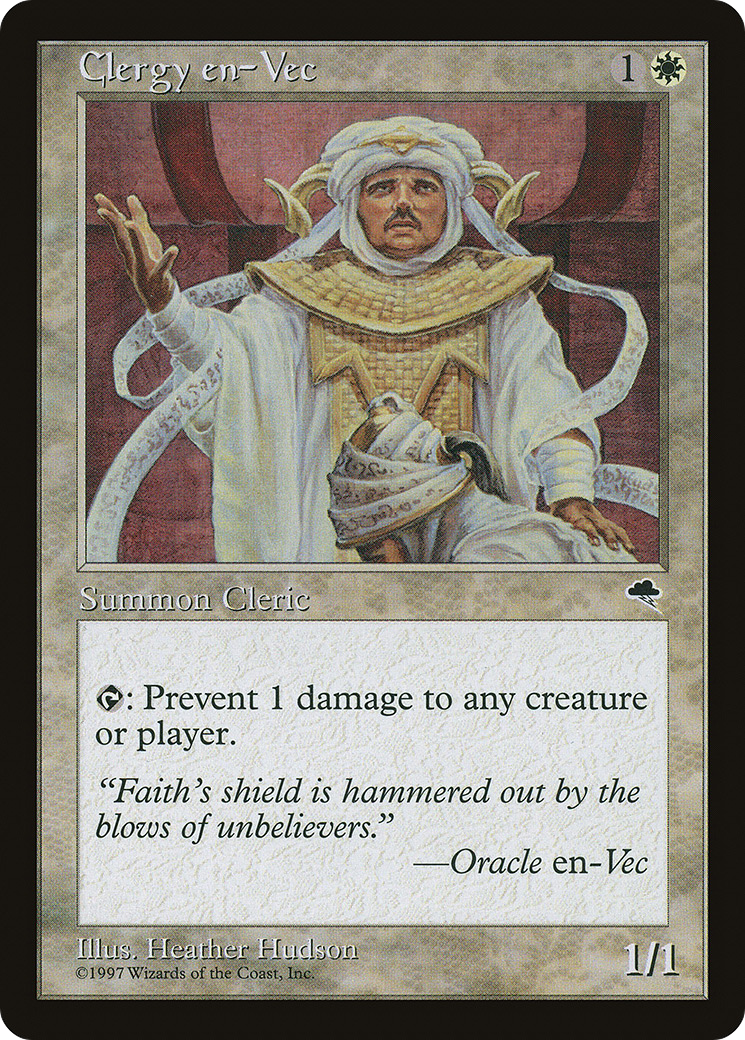 Clergy en-Vec 1
Summon Cleric
: Prevent 1 damage to any creature
or player.
“Faith’s shield is hammered out by the
blows of unbelievers.”
—Oracle en-Vec
Illus. Heather Hudson
©1997 Wizards of the Coast, Inc. 1/1